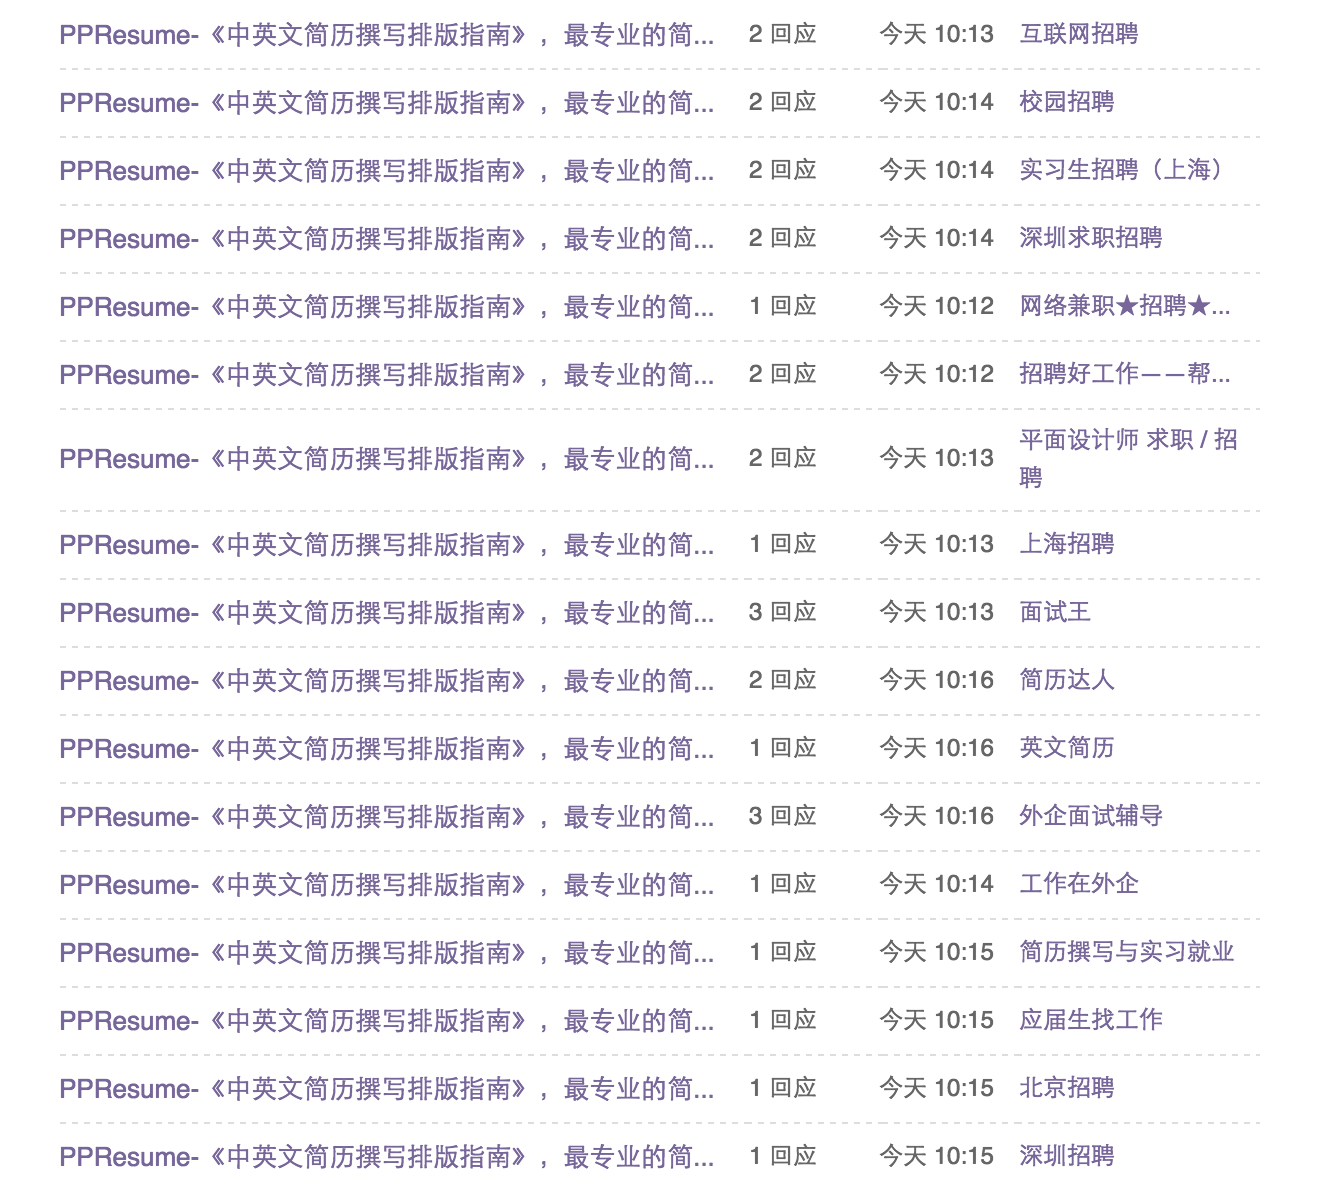 PPResume-《中英文简历撰写排版指南》，最专业的简... 2 回应 今天 10:13 互联网招聘
PPResume-《中英文简历撰写排版指南》，最专业的简... 2 回应 今天 10:14 校园招聘
PPResume-《中英文简历撰写排版指南》，最专业的简... 2 回应 今天 10:14 实习生招聘（上海）
PPResume-《中英文简历撰写排版指南》，最专业的简... 2 回应 今天 10:14 深圳求职招聘
PPResume-《中英文简历撰写排版指南》，最专业的简... 1 回应 今天 10:12 网络兼职★招聘★...
PPResume-《中英文简历撰写排版指南》，最专业的简... 2 回应 今天 10:12 招聘好工作——帮...
PPResume-《中英文简历撰写排版指南》，最专业的简... 2 回应 今天 10:13 平面设计师 求职 / 招
聘
PPResume-《中英文简历撰写排版指南》，最专业的简... 1 回应 今天 10:13 上海招聘
PPResume-《中英文简历撰写排版指南》，最专业的简... 3 回应 今天 10:13 面试王
PPResume-《中英文简历撰写排版指南》，最专业的简... 2 回应 今天 10:16 简历达人
PPResume-《中英文简历撰写排版指南》，最专业的简... 1 回应 今天 10:16 英文简历
PPResume-《中英文简历撰写排版指南》，最专业的简... 3 回应 今天 10:16 外企面试辅导
PPResume-《中英文简历撰写排版指南》，最专业的简... 1 回应 今天 10:14 工作在外企
PPResume-《中英文简历撰写排版指南》，最专业的简... 1 回应 今天 10:15 简历撰写与实习就业
PPResume-《中英文简历撰写排版指南》，最专业的简... 1 回应 今天 10:15 应届生找工作
PPResume-《中英文简历撰写排版指南》，最专业的简... 1 回应 今天 10:15 北京招聘
PPResume-《中英文简历撰写排版指南》，最专业的简... 1 回应 今天 10:15 深圳招聘